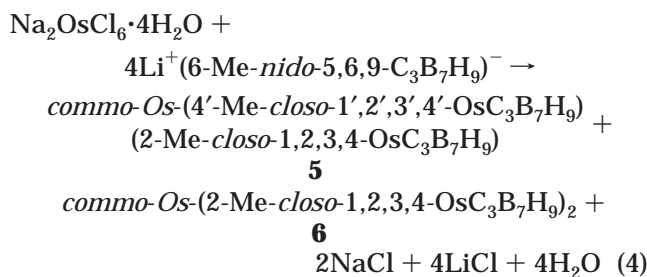 Na₂OsCl₆·4H₂O +
4Li⁺(6-Me-nido-5,6,9-C₃B₇H₉)⁻ →
commo-Os-(4′-Me-closo-1′,2′,3′,4′-OsC₃B₇H₉)
(2-Me-closo-1,2,3,4-OsC₃B₇H₉) +
5
commo-Os-(2-Me-closo-1,2,3,4-OsC₃B₇H₉)₂ +
6
2NaCl + 4LiCl + 4H₂O (4)